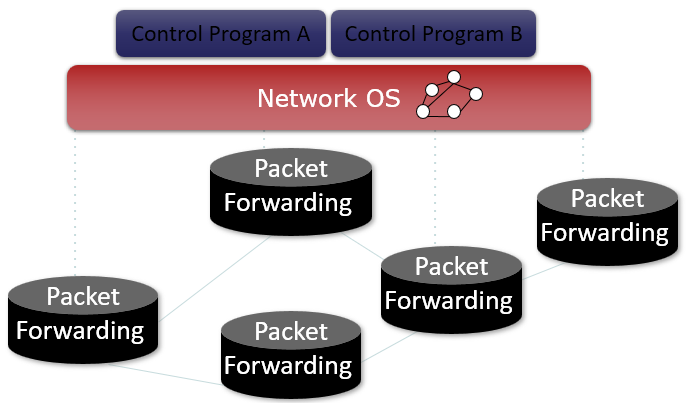 Control Program A
Control Program B
Network OS
Packet
Forwarding
Packet
Forwarding
Packet
Forwarding
Packet
Forwarding
Packet
Forwarding